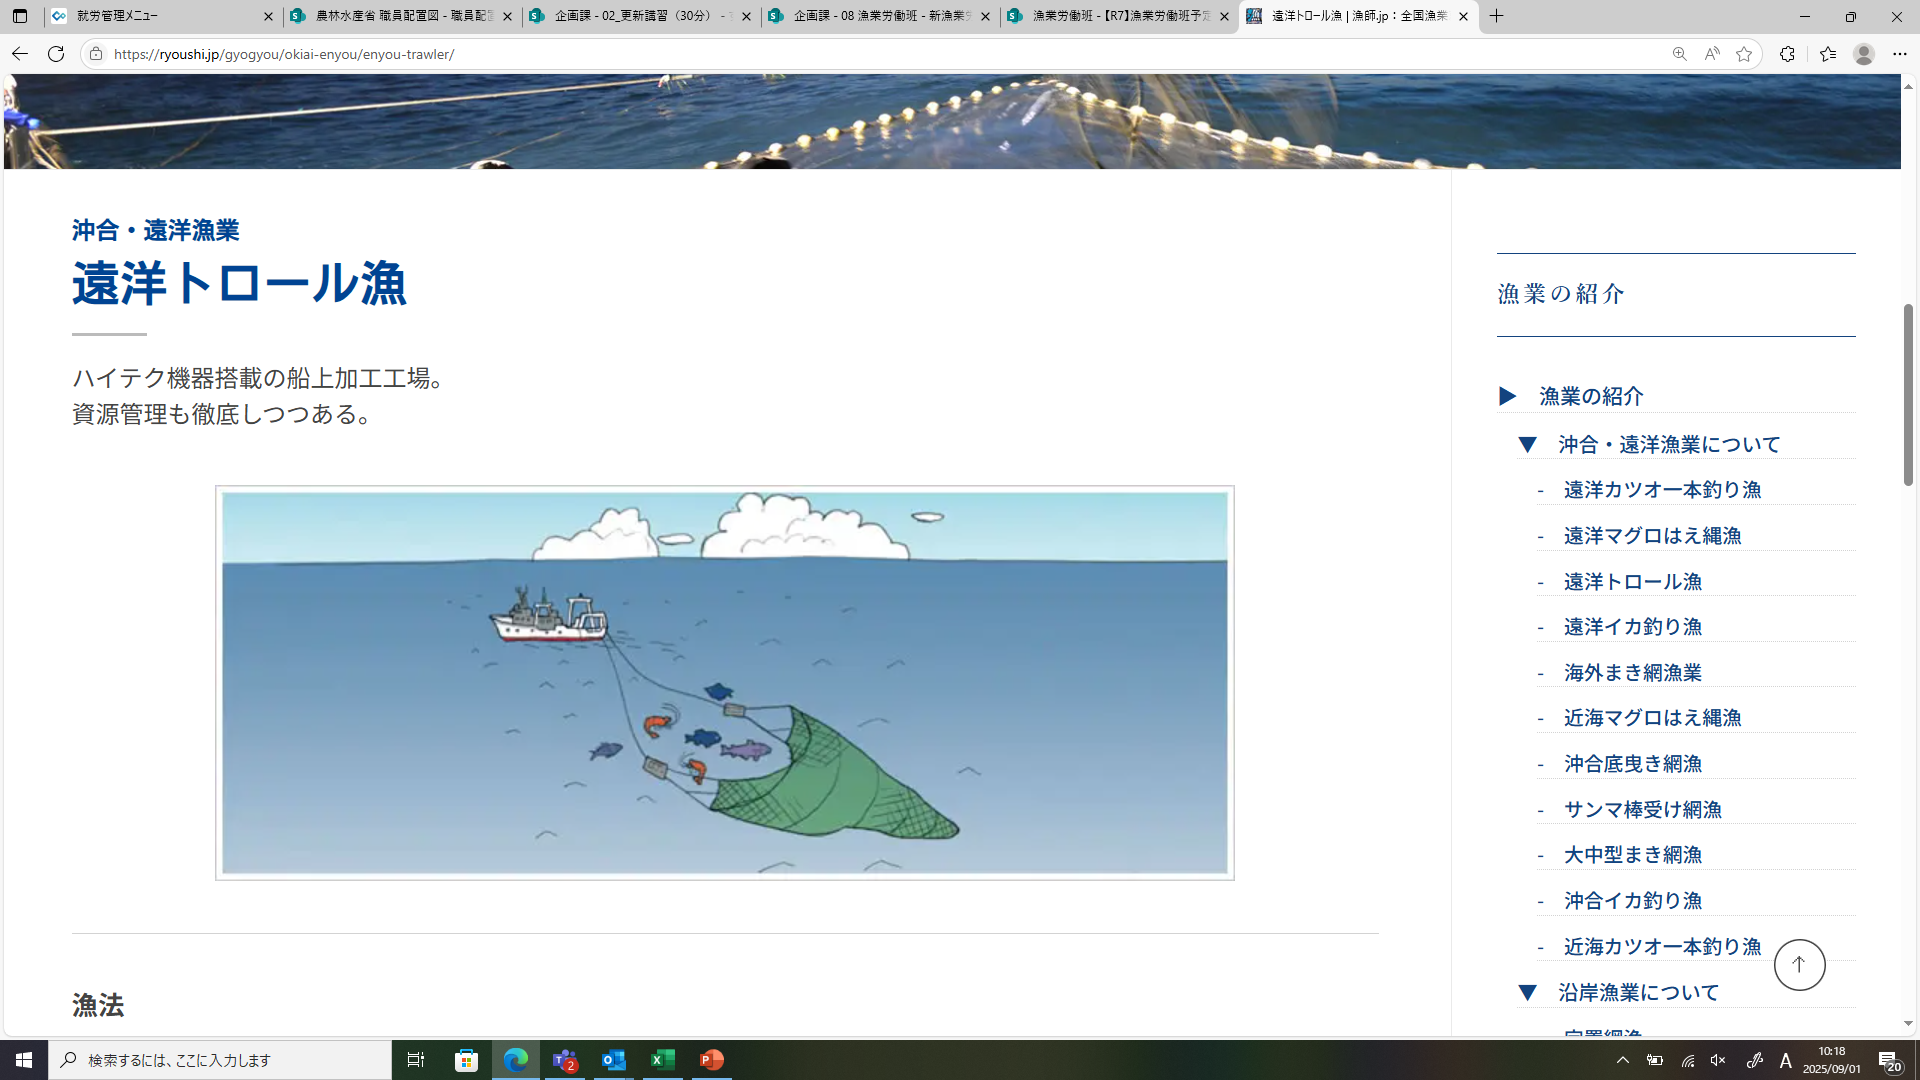 就労管理メニュー
農林水産省 職員配置図 - 職員配置
企画課 - 02_更新講習（30分） -
企画課 - 08 漁業労働班 - 新漁業労
漁業労働班 - 【R7】漁業労働班予定
遠洋トロール漁 | 漁師.jp：全国漁業
https://ryoushi.jp/gyogyou/okiai-enyou/enyou-trawler/
沖合・遠洋漁業
遠洋トロール漁
ハイテク機器搭載の船上加工工場。
資源管理も徹底しつつある。
漁法
漁業の紹介
▶ 漁業の紹介
▼ 沖合・遠洋漁業について
- 遠洋カツオ一本釣り漁
- 遠洋マグロはえ縄漁
- 遠洋トロール漁
- 遠洋イカ釣り漁
- 海外まき網漁業
- 近海マグロはえ縄漁
- 沖合底曳き網漁
- サンマ棒受け網漁
- 大中型まき網漁
- 沖合イカ釣り漁
- 近海カツオ一本釣り漁
▼ 沿岸漁業について
検索するには、ここに入力します
2
A
10:18
2025/09/01
20